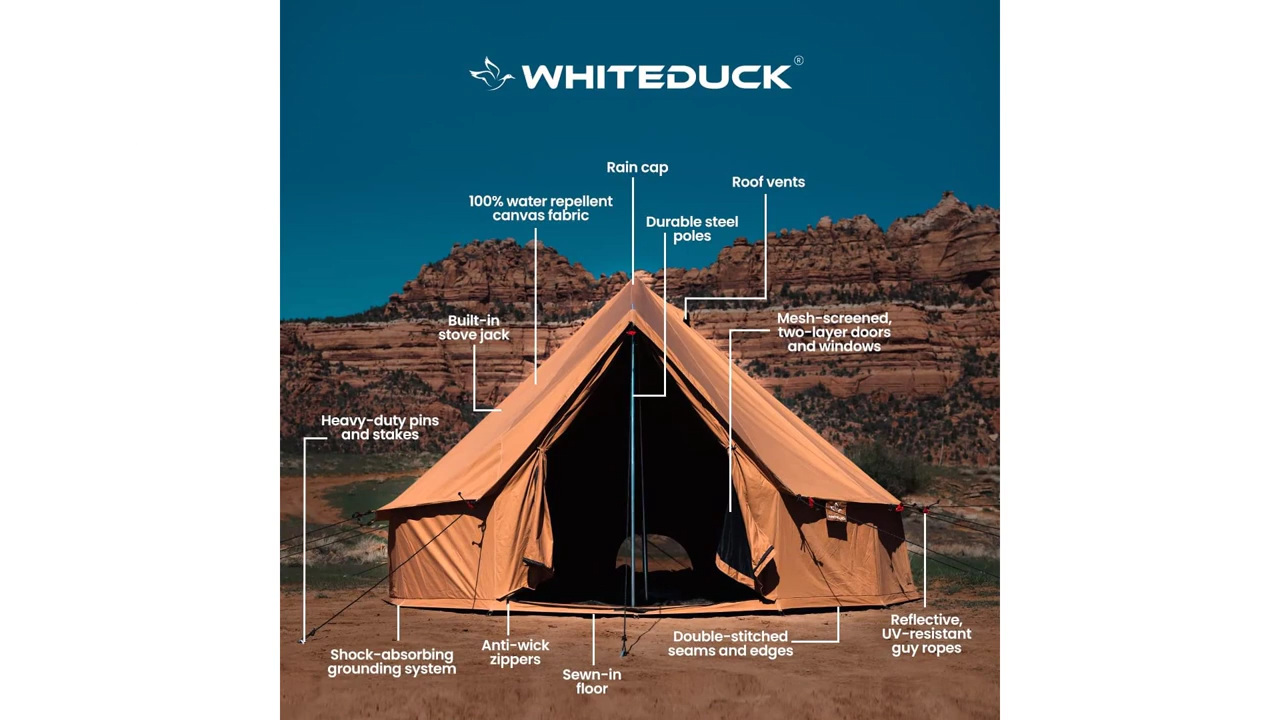 WHITEDUCK®
Rain cap
Roof vents
100% water repellent
canvas fabric
Durable steel
poles
Built-in
stove jack
Mesh-screened,
two-layer doors
and windows
Heavy-duty pins
and stakes
Shock-absorbing
grounding system
Anti-wick
zippers
Sewn-in
floor
Double-stitched
seams and edges
Reflective,
UV-resistant
guy ropes